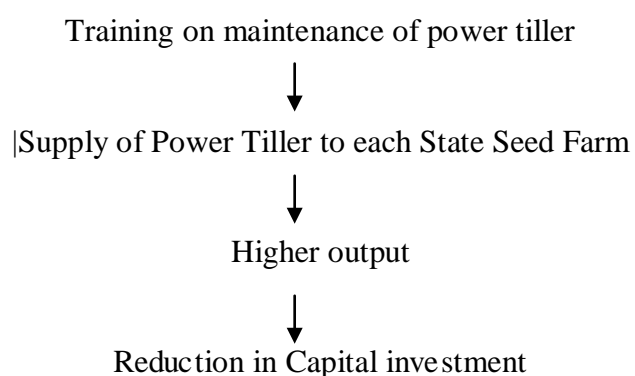 Training on maintenance of power tiller
|Supply of Power Tiller to each State Seed Farm
Higher output
Reduction in Capital investment